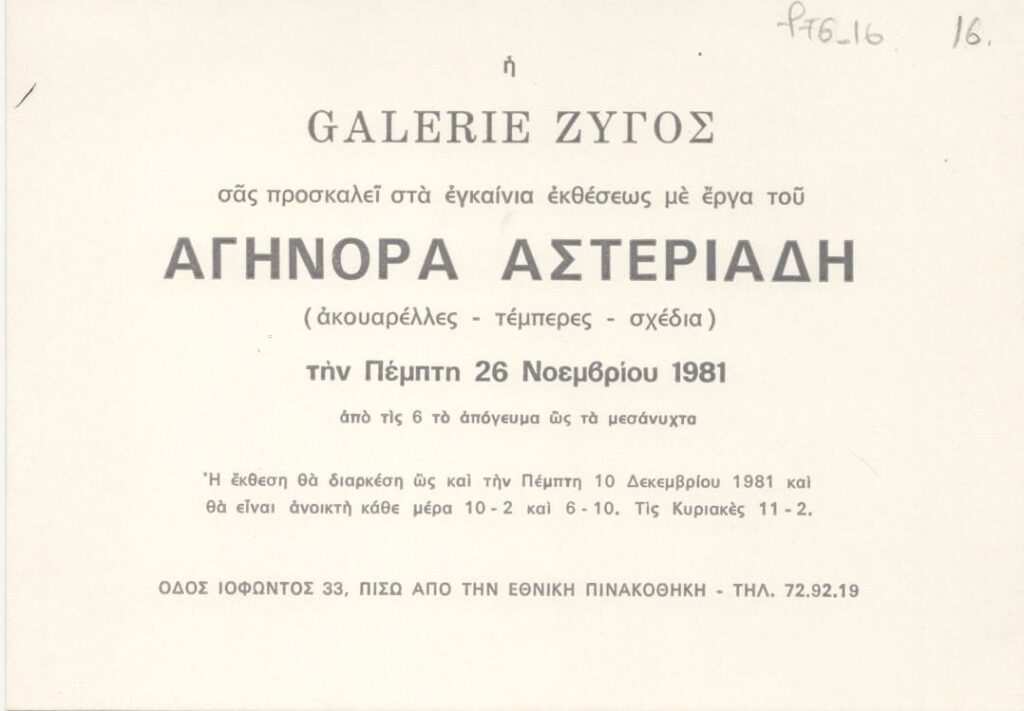 16.
ἡ
GALERIE ΖΥΓΟΣ
σᾶς προσκαλεῖ στὰ ἐγκαίνια ἐκθέσεως μὲ ἔργα τοῦ
ΑΓΗΝΟΡΑ ΑΣΤΕΡΙΑΔΗ
(ἀκουαρέλλες - τέμπερες - σχέδια)
τὴν Πέμπτη 26 Νοεμβρίου 1981
ἀπὸ τὶς 6 τὸ ἀπόγευμα ὣς τὰ μεσάνυχτα
Ἡ ἔκθεση θὰ διαρκέση ὣς καὶ τὴν Πέμπτη 10 Δεκεμβρίου 1981 καὶ
θὰ εἶναι ἀνοικτὴ κάθε μέρα 10 - 2 καὶ 6 - 10. Τὶς Κυριακὲς 11 - 2.
ΟΔΟΣ ΙΟΦΩΝΤΟΣ 33, ΠΙΣΩ ΑΠΟ ΤΗΝ ΕΘΝΙΚΗ ΠΙΝΑΚΟΘΗΚΗ - ΤΗΛ. 72.92.19